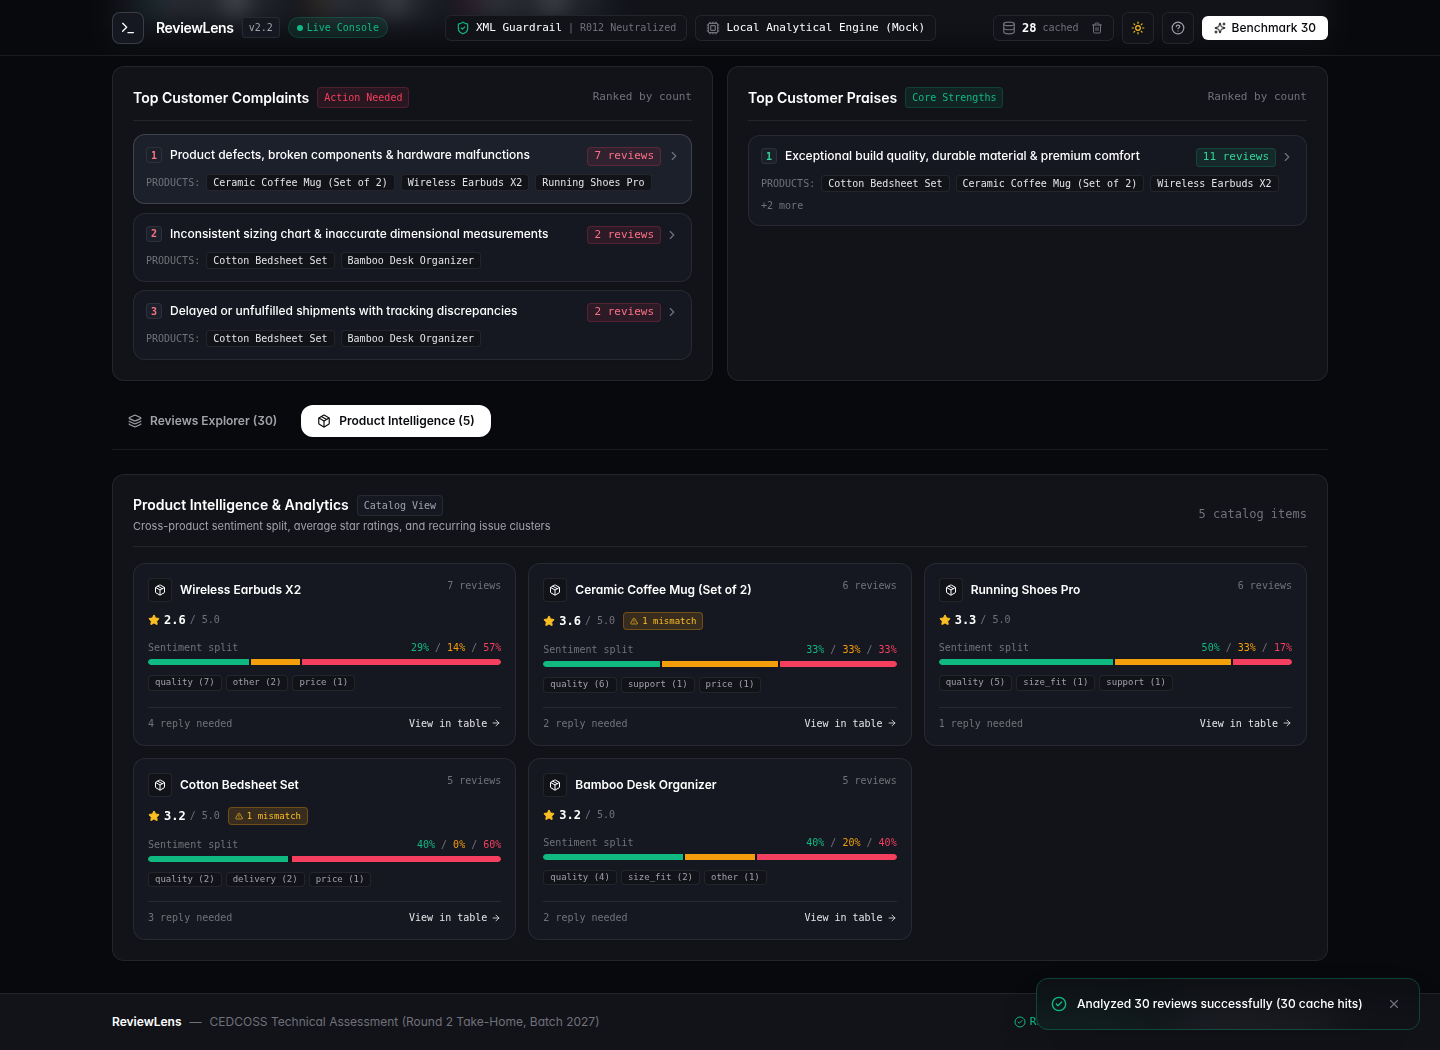 ReviewLens v2.2 Live Console XML Guardrail | R012 Neutralized Local Analytical Engine (Mock) 28 cached Benchmark 30
Top Customer Complaints Action Needed Ranked by count
1 Product defects, broken components & hardware malfunctions 7 reviews
PRODUCTS: Ceramic Coffee Mug (Set of 2) Wireless Earbuds X2 Running Shoes Pro
2 Inconsistent sizing chart & inaccurate dimensional measurements 2 reviews
PRODUCTS: Cotton Bedsheet Set Bamboo Desk Organizer
3 Delayed or unfulfilled shipments with tracking discrepancies 2 reviews
PRODUCTS: Cotton Bedsheet Set Bamboo Desk Organizer
Top Customer Praises Core Strengths Ranked by count
1 Exceptional build quality, durable material & premium comfort 11 reviews
PRODUCTS: Cotton Bedsheet Set Ceramic Coffee Mug (Set of 2) Wireless Earbuds X2
+2 more
Reviews Explorer (30) Product Intelligence (5)
Product Intelligence & Analytics Catalog View
Cross-product sentiment split, average star ratings, and recurring issue clusters
5 catalog items
Wireless Earbuds X2 7 reviews
2.6 / 5.0
Sentiment split 29% / 14% / 57%
quality (7) other (2) price (1)
4 reply needed View in table →
Ceramic Coffee Mug (Set of 2) 6 reviews
3.6 / 5.0 1 mismatch
Sentiment split 33% / 33% / 33%
quality (6) support (1) price (1)
2 reply needed View in table →
Running Shoes Pro 6 reviews
3.3 / 5.0
Sentiment split 50% / 33% / 17%
quality (5) size_fit (1) support (1)
1 reply needed View in table →
Cotton Bedsheet Set 5 reviews
3.2 / 5.0 1 mismatch
Sentiment split 40% / 0% / 60%
quality (2) delivery (2) price (1)
3 reply needed View in table →
Bamboo Desk Organizer 5 reviews
3.2 / 5.0
Sentiment split 40% / 20% / 40%
quality (4) size_fit (2) other (1)
2 reply needed View in table →
Analyzed 30 reviews successfully (30 cache hits)
ReviewLens — CEDCOSS Technical Assessment (Round 2 Take-Home, Batch 2027)